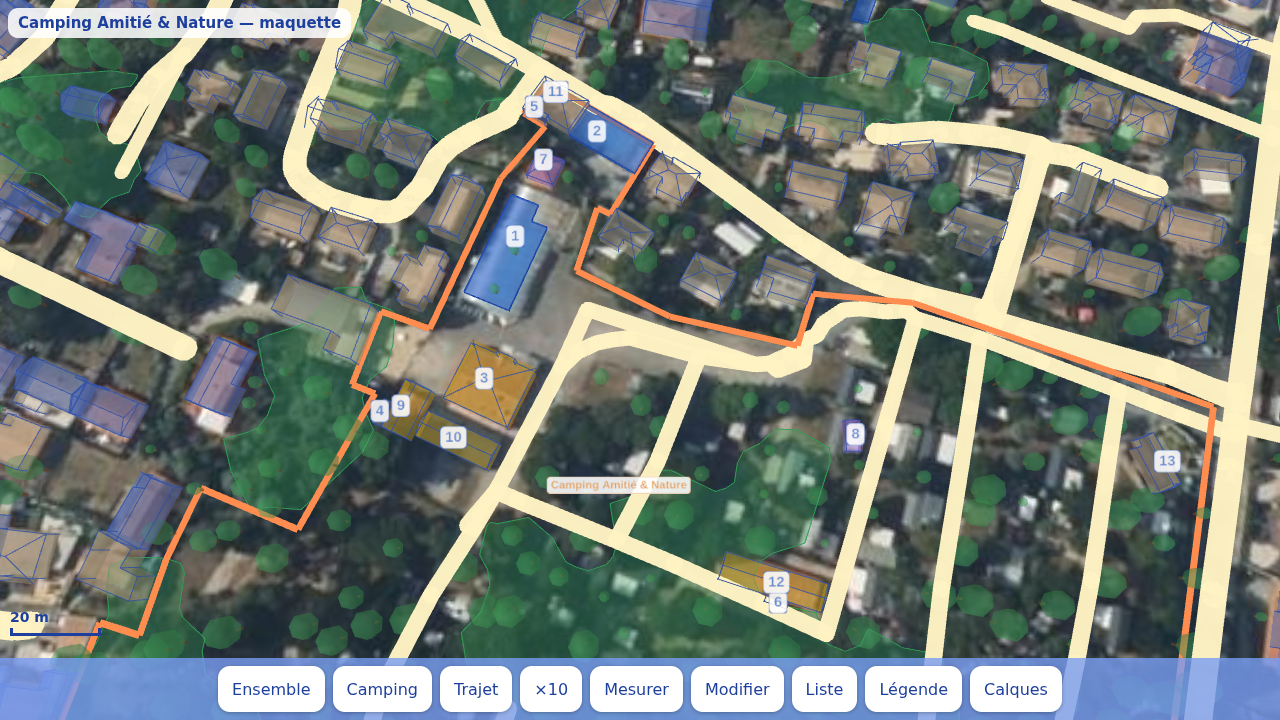 Camping Amitié & Nature — maquette
11
5
2
7
1
3
4
9
10
8
13
Camping Amitié & Nature
12
6
20 m
Ensemble
Camping
Trajet
×10
Mesurer
Modifier
Liste
Légende
Calques